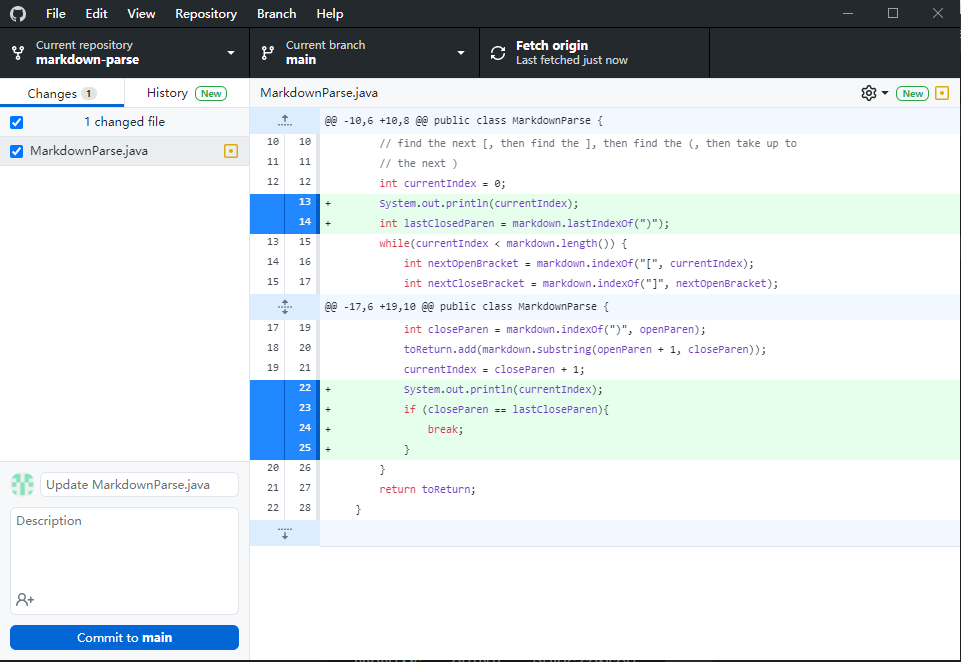 File Edit View Repository Branch Help
Current repository
markdown-parse
Current branch
main
Fetch origin
Last fetched just now
Changes 1
History New
MarkdownParse.java
New
1 changed file
MarkdownParse.java
@@ -10,6 +10,8 @@ public class MarkdownParse {
10 10 // find the next [, then find the ], then find the (, then take up to
11 11 // the next )
12 12 int currentIndex = 0;
13 + System.out.println(currentIndex);
14 + int lastClosedParen = markdown.lastIndexOf(")");
13 15 while(currentIndex < markdown.length()) {
14 16 int nextOpenBracket = markdown.indexOf("[", currentIndex);
15 17 int nextCloseBracket = markdown.indexOf("]", nextOpenBracket);
@@ -17,6 +19,10 @@ public class MarkdownParse {
17 19 int closeParen = markdown.indexOf(")", openParen);
18 20 toReturn.add(markdown.substring(openParen + 1, closeParen));
19 21 currentIndex = closeParen + 1;
22 + System.out.println(currentIndex);
23 + if (closeParen == lastCloseParen){
24 + break;
25 + }
20 26 }
21 27 return toReturn;
22 28 }
Update MarkdownParse.java
Description
Commit to main